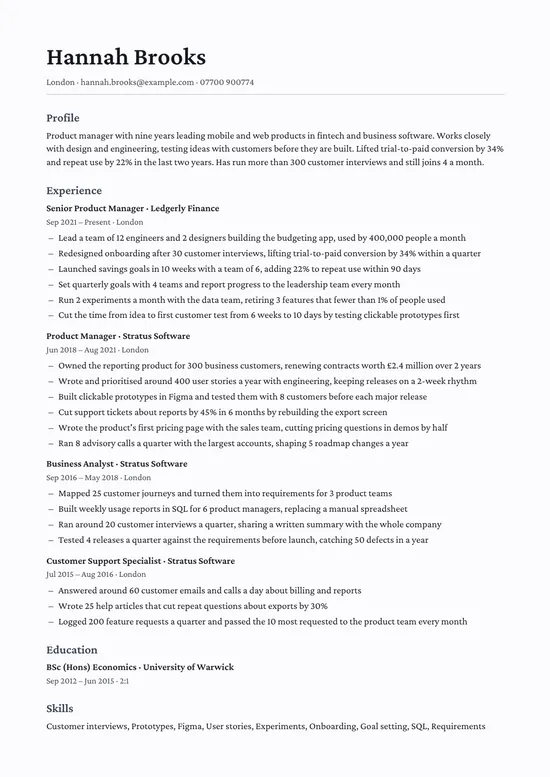 Hannah Brooks
London · hannah.brooks@example.com · 07700 900774
Profile
Product manager with nine years leading mobile and web products in fintech and business software. Works closely
with design and engineering, testing ideas with customers before they are built. Lifted trial-to-paid conversion by 34%
and repeat use by 22% in the last two years. Has run more than 300 customer interviews and still joins 4 a month.
Experience
Senior Product Manager · Ledgerly Finance
Sep 2021 – Present · London
– Lead a team of 12 engineers and 2 designers building the budgeting app, used by 400,000 people a month
– Redesigned onboarding after 30 customer interviews, lifting trial-to-paid conversion by 34% within a quarter
– Launched savings goals in 10 weeks with a team of 6, adding 22% to repeat use within 90 days
– Set quarterly goals with 4 teams and report progress to the leadership team every month
– Run 2 experiments a month with the data team, retiring 3 features that fewer than 1% of people used
– Cut the time from idea to first customer test from 6 weeks to 10 days by testing clickable prototypes first
Product Manager · Stratus Software
Jun 2018 – Aug 2021 · London
– Owned the reporting product for 300 business customers, renewing contracts worth £2.4 million over 2 years
– Wrote and prioritised around 400 user stories a year with engineering, keeping releases on a 2-week rhythm
– Built clickable prototypes in Figma and tested them with 8 customers before each major release
– Cut support tickets about reports by 45% in 6 months by rebuilding the export screen
– Wrote the product's first pricing page with the sales team, cutting pricing questions in demos by half
– Ran 8 advisory calls a quarter with the largest accounts, shaping 5 roadmap changes a year
Business Analyst · Stratus Software
Sep 2016 – May 2018 · London
– Mapped 25 customer journeys and turned them into requirements for 3 product teams
– Built weekly usage reports in SQL for 6 product managers, replacing a manual spreadsheet
– Ran around 20 customer interviews a quarter, sharing a written summary with the whole company
– Tested 4 releases a quarter against the requirements before launch, catching 50 defects in a year
Customer Support Specialist · Stratus Software
Jul 2015 – Aug 2016 · London
– Answered around 60 customer emails and calls a day about billing and reports
– Wrote 25 help articles that cut repeat questions about exports by 30%
– Logged 200 feature requests a quarter and passed the 10 most requested to the product team every month
Education
BSc (Hons) Economics · University of Warwick
Sep 2012 – Jun 2015 · 2:1
Skills
Customer interviews, Prototypes, Figma, User stories, Experiments, Onboarding, Goal setting, SQL, Requirements